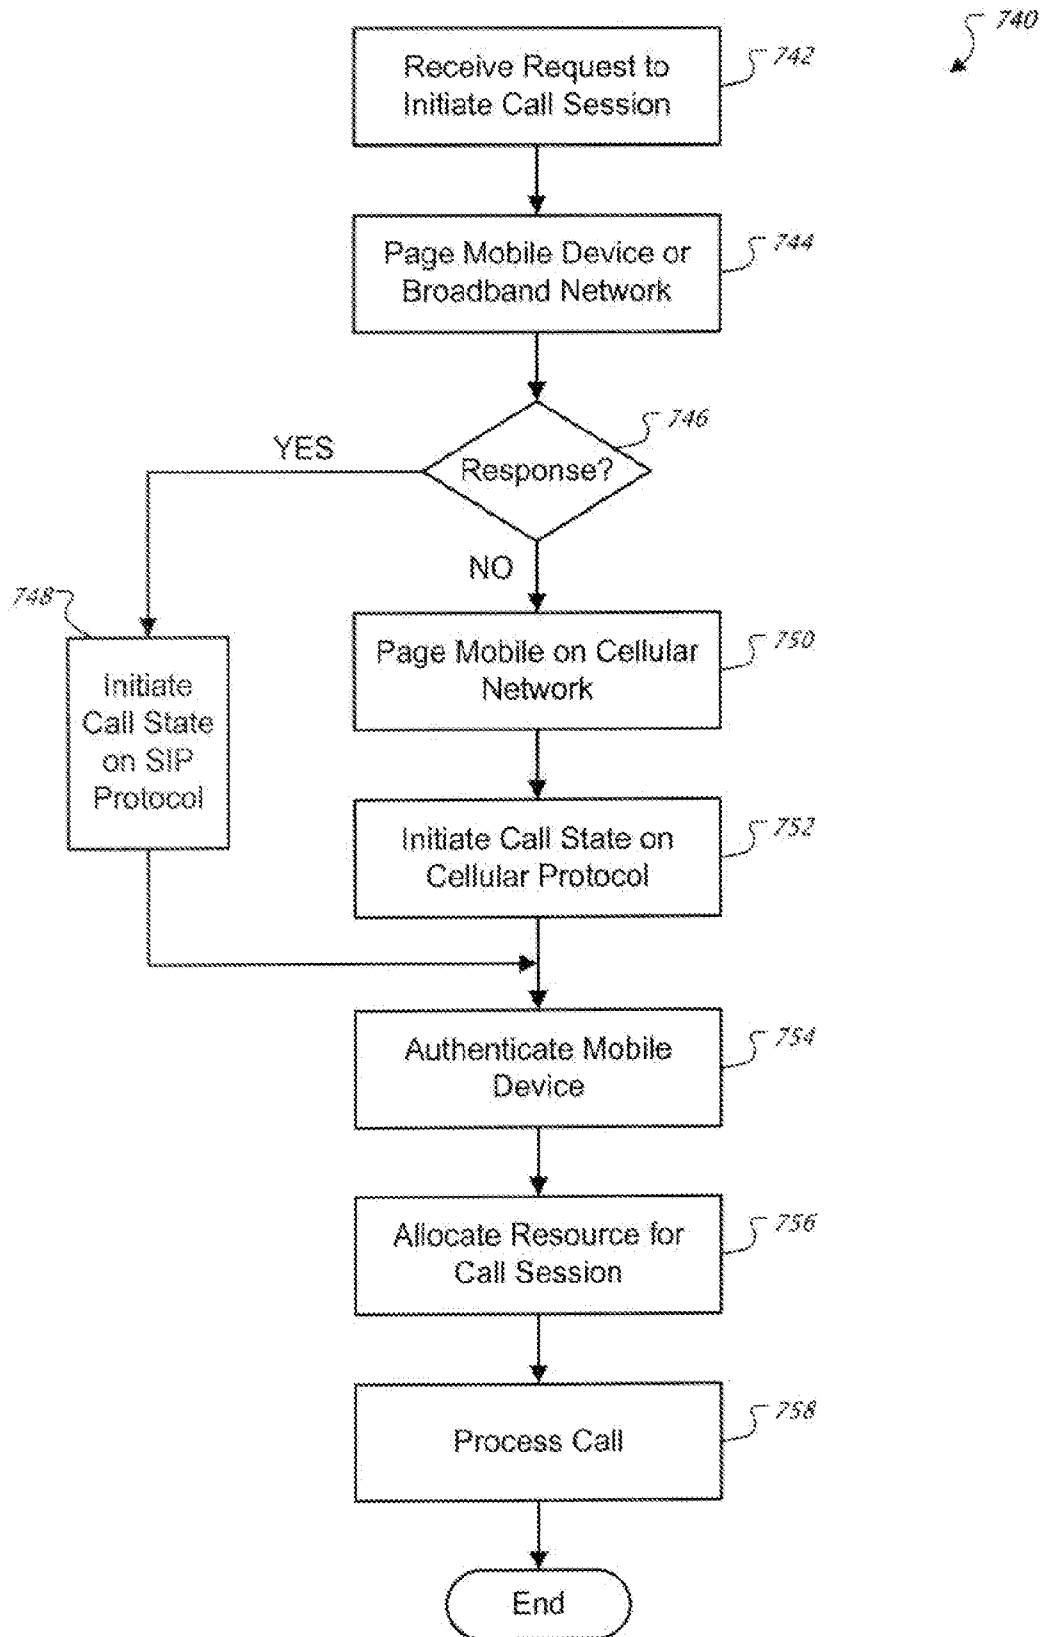 740
Receive Request to
Initiate Call Session
742
Page Mobile Device or
Broadband Network
744
Response?
746
YES
NO
748
Initiate
Call State
on SIP
Protocol
Page Mobile on Cellular
Network
750
Initiate Call State on
Cellular Protocol
752
Authenticate Mobile
Device
754
Allocate Resource for
Call Session
756
Process Call
758
End